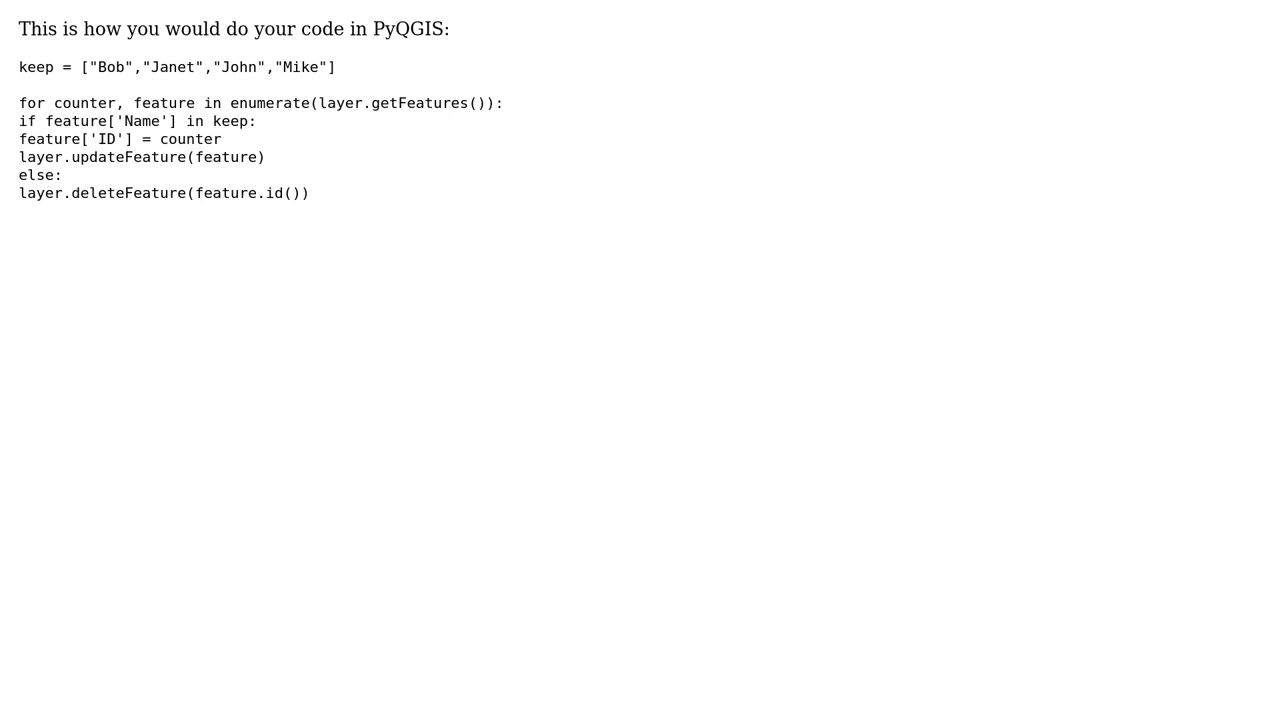 This is how you would do your code in PyQGIS:
keep = ["Bob","Janet","John","Mike"]
for counter, feature in enumerate(layer.getFeatures()):
if feature['Name'] in keep:
feature['ID'] = counter
layer.updateFeature(feature)
else:
layer.deleteFeature(feature.id())